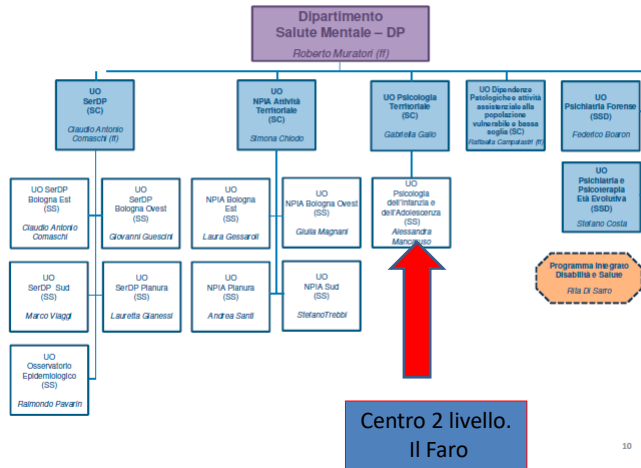 Dipartimento
Salute Mentale – DP
Roberto Muratori (ff)
UO
SerDP
(SC)
Claudio Antonio
Comaschi (ff)
UO
NPIA Attività
Territoriale
(SC)
Simona Chiodo
UO Psicologia
Territoriale
(SC)
Gabriella Gallo
UO Dipendenze
Patologiche e attività
assistenziale alla
popolazione
vulnerabile e bassa
soglia (SC)
Raffaella Campalastri (ff)
UO
Psichiatria Forense
(SSD)
Federico Boaron
UO SerDP
Bologna Est
(SS)
Claudio Antonio
Comaschi
UO
SerDP
Bologna Ovest
(SS)
Giovanni Guescini
UO
NPIA Bologna
Est
(SS)
Laura Gessaroli
UO
NPIA Bologna Ovest
(SS)
Giulia Magnani
UO
Psicologia
dell'Infanzia e
dell'Adolescenza
(SS)
Alessandra
Mancaruso
UO
Psichiatria e
Psicoterapia
Età Evolutiva
(SSD)
Stefano Costa
UO
SerDP Sud
(SS)
Marco Viaggi
UO
SerDP Pianura
(SS)
Lauretta Gianessi
UO
NPIA Pianura
(SS)
Andrea Santi
UO
NPIA Sud
(SS)
StefanoTrebbi
Programma Integrato
Disabilità e Salute
Rita Di Sarro
UO
Osservatorio
Epidemiologico
(SS)
Raimondo Pavarin
Centro 2 livello.
Il Faro
10